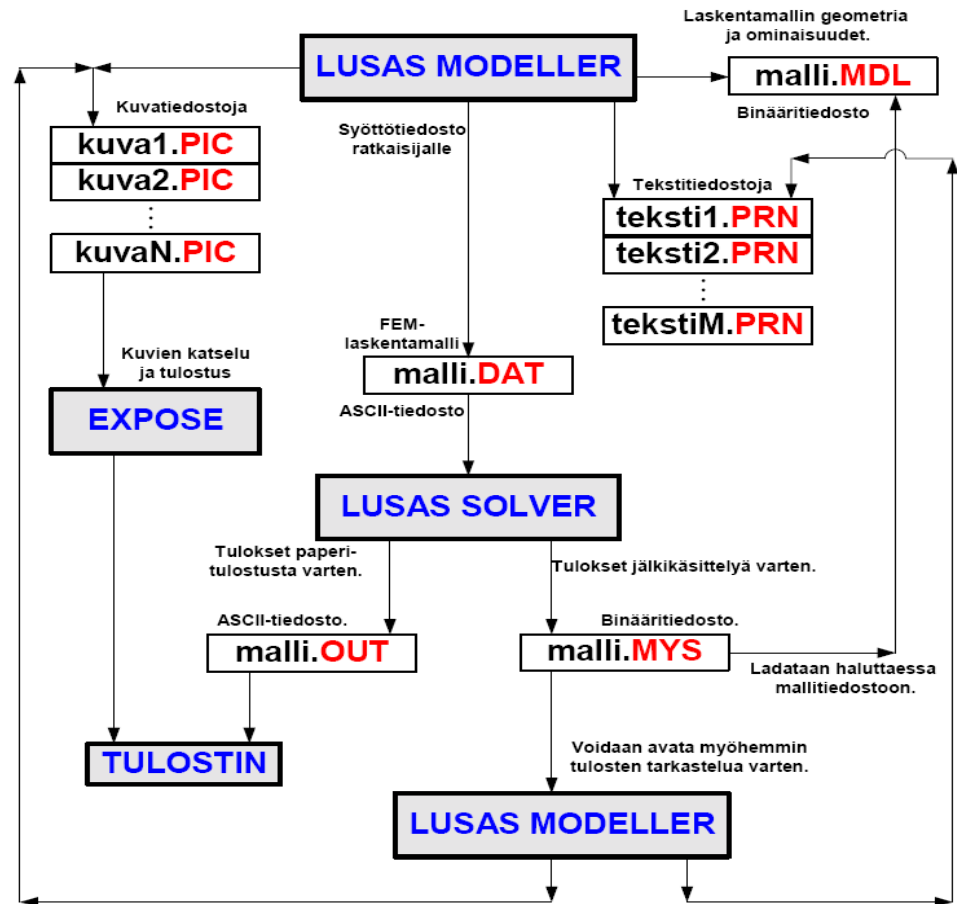 Laskentamallin geometria
ja ominaisuudet.
LUSAS MODELLER
malli.MDL
Binääritiedosto
Kuvatiedostoja
kuva1.PIC
kuva2.PIC
kuvaN.PIC
Syöttötiedosto
ratkaisijalle
Tekstitiedostoja
teksti1.PRN
teksti2.PRN
tekstiM.PRN
FEM-
laskentamalli
malli.DAT
ASCII-tiedosto
Kuvien katselu
ja tulostus
EXPOSE
LUSAS SOLVER
Tulokset paperi-
tulostusta varten.
Tulokset jälkikäsittelyä varten.
ASCII-tiedosto.
malli.OUT
Binääritiedosto.
malli.MYS
Ladataan haluttaessa
mallitiedostoon.
TULOSTIN
Voidaan avata myöhemmin
tulosten tarkastelua varten.
LUSAS MODELLER